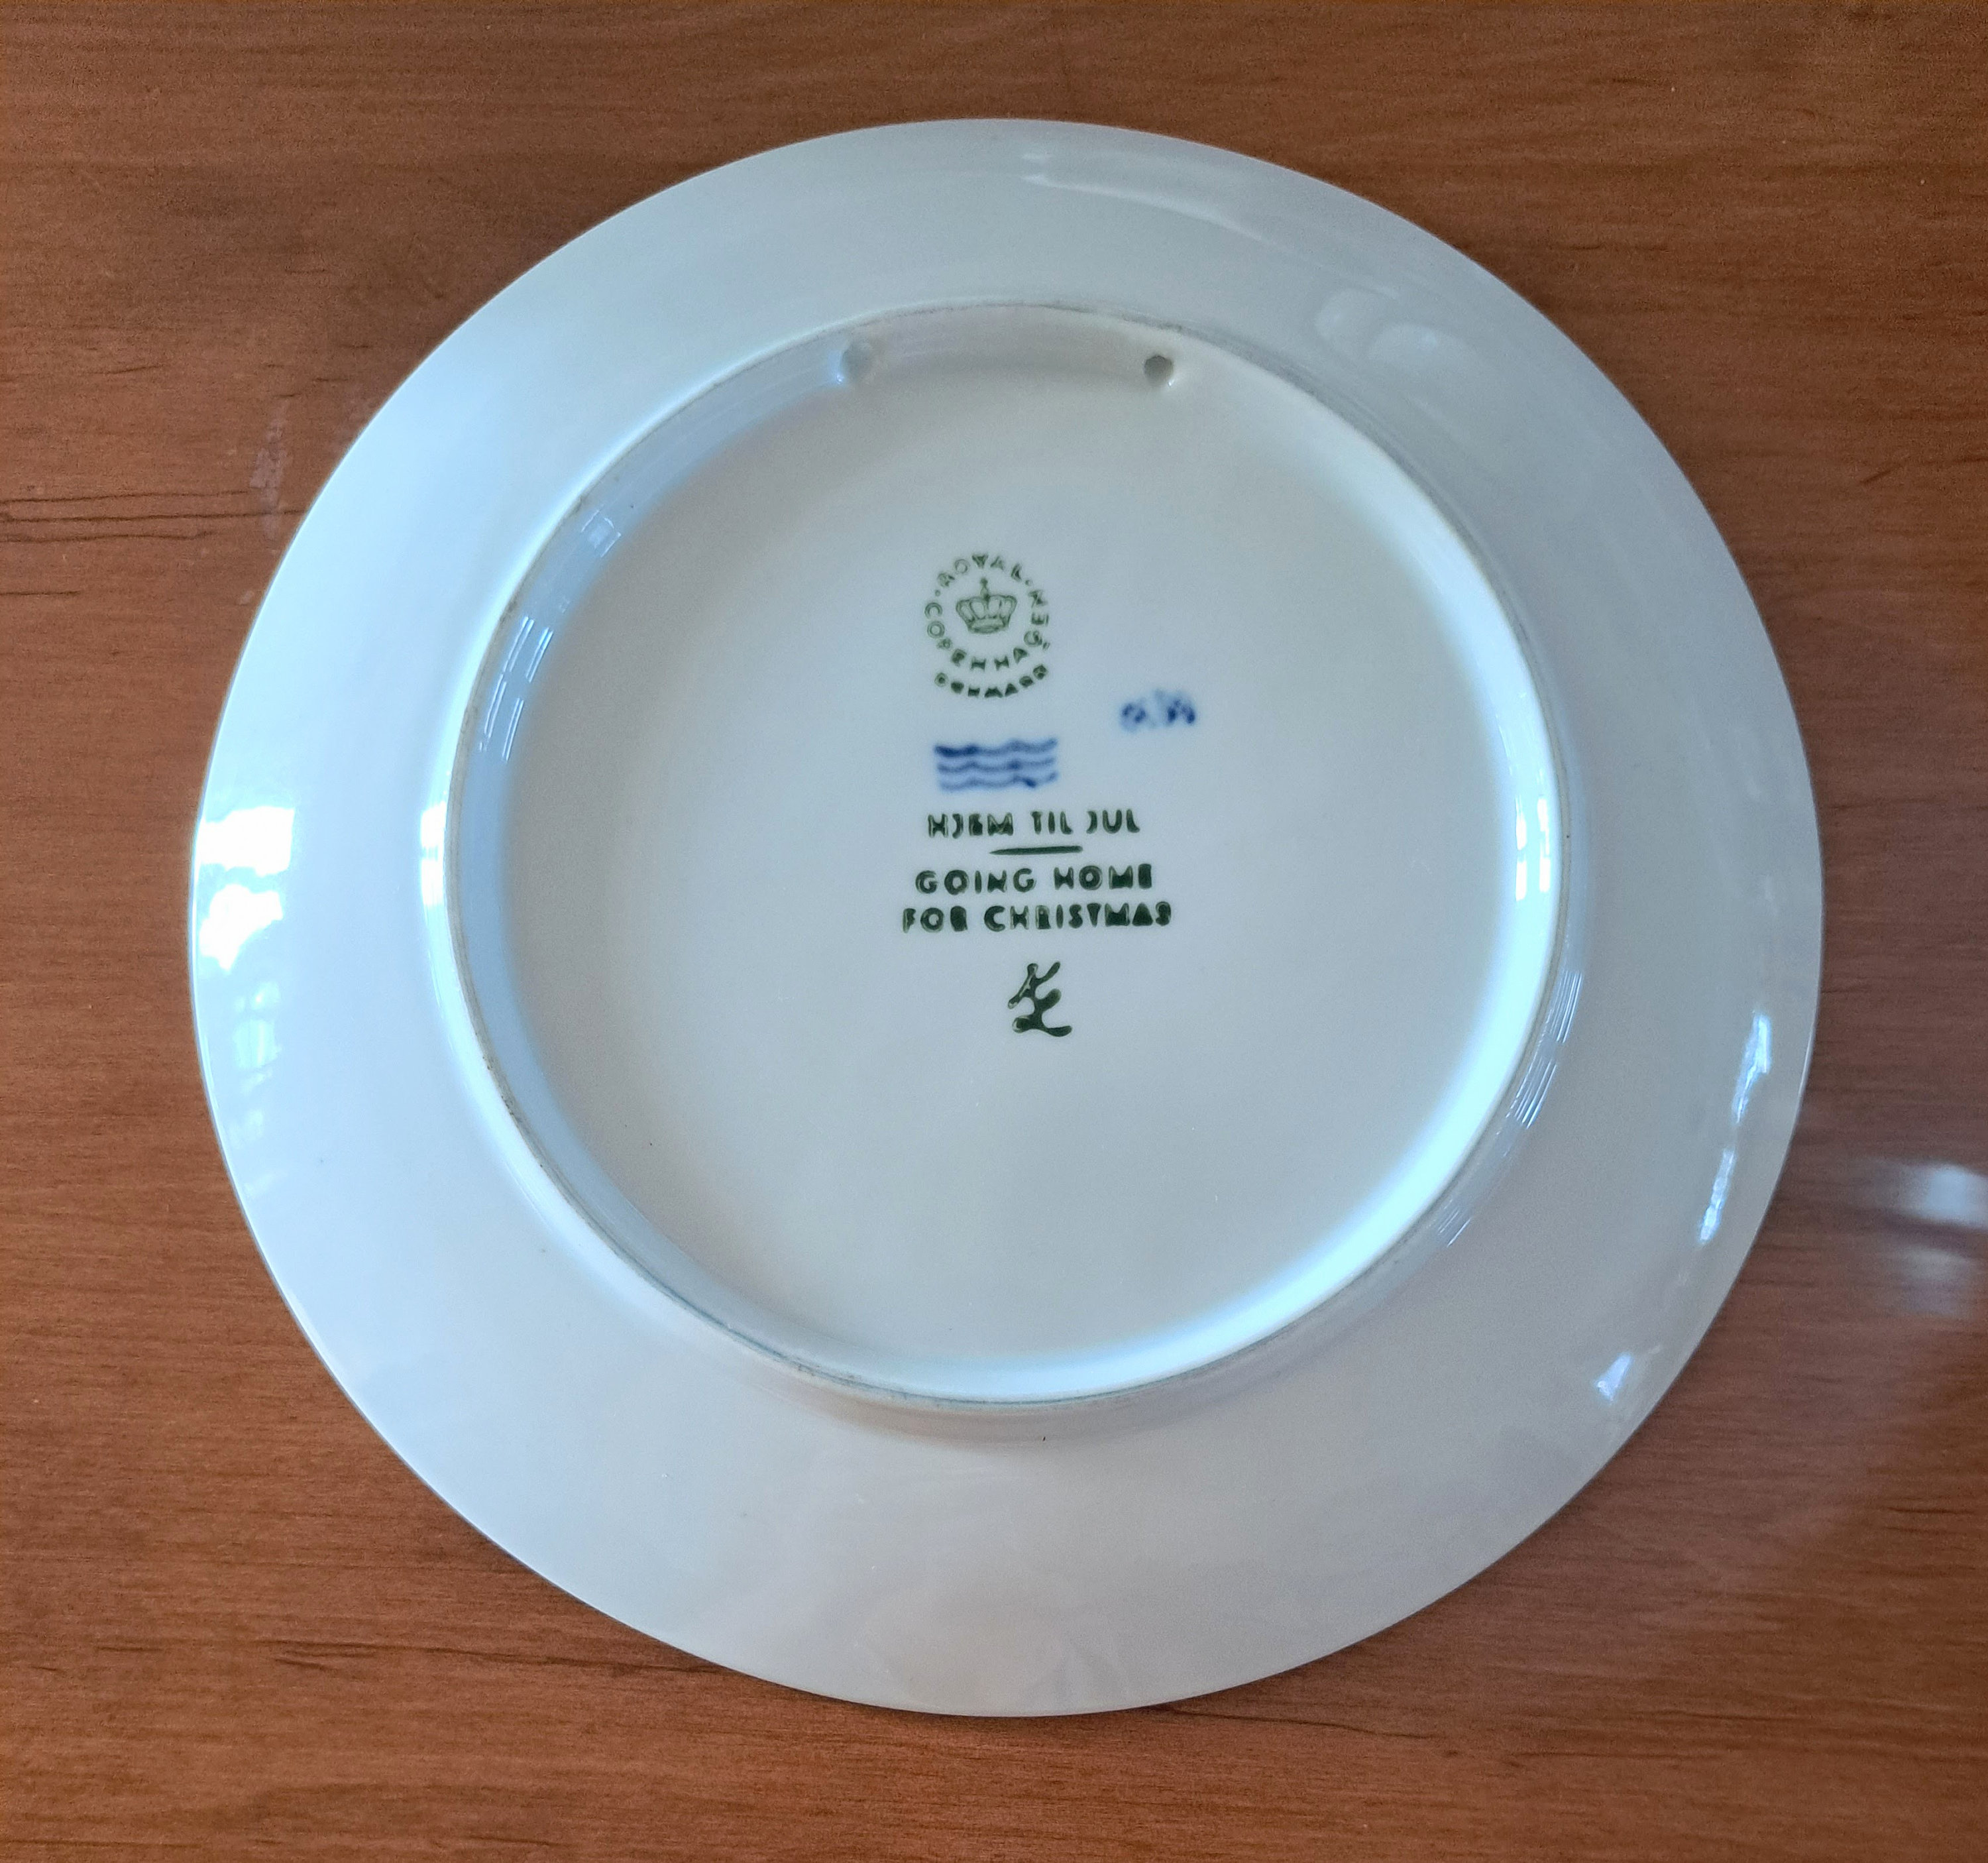 ROYAL · COPENHAGEN ·
DENMARK
HJEM TIL JUL
GOING HOME
FOR CHRISTMAS